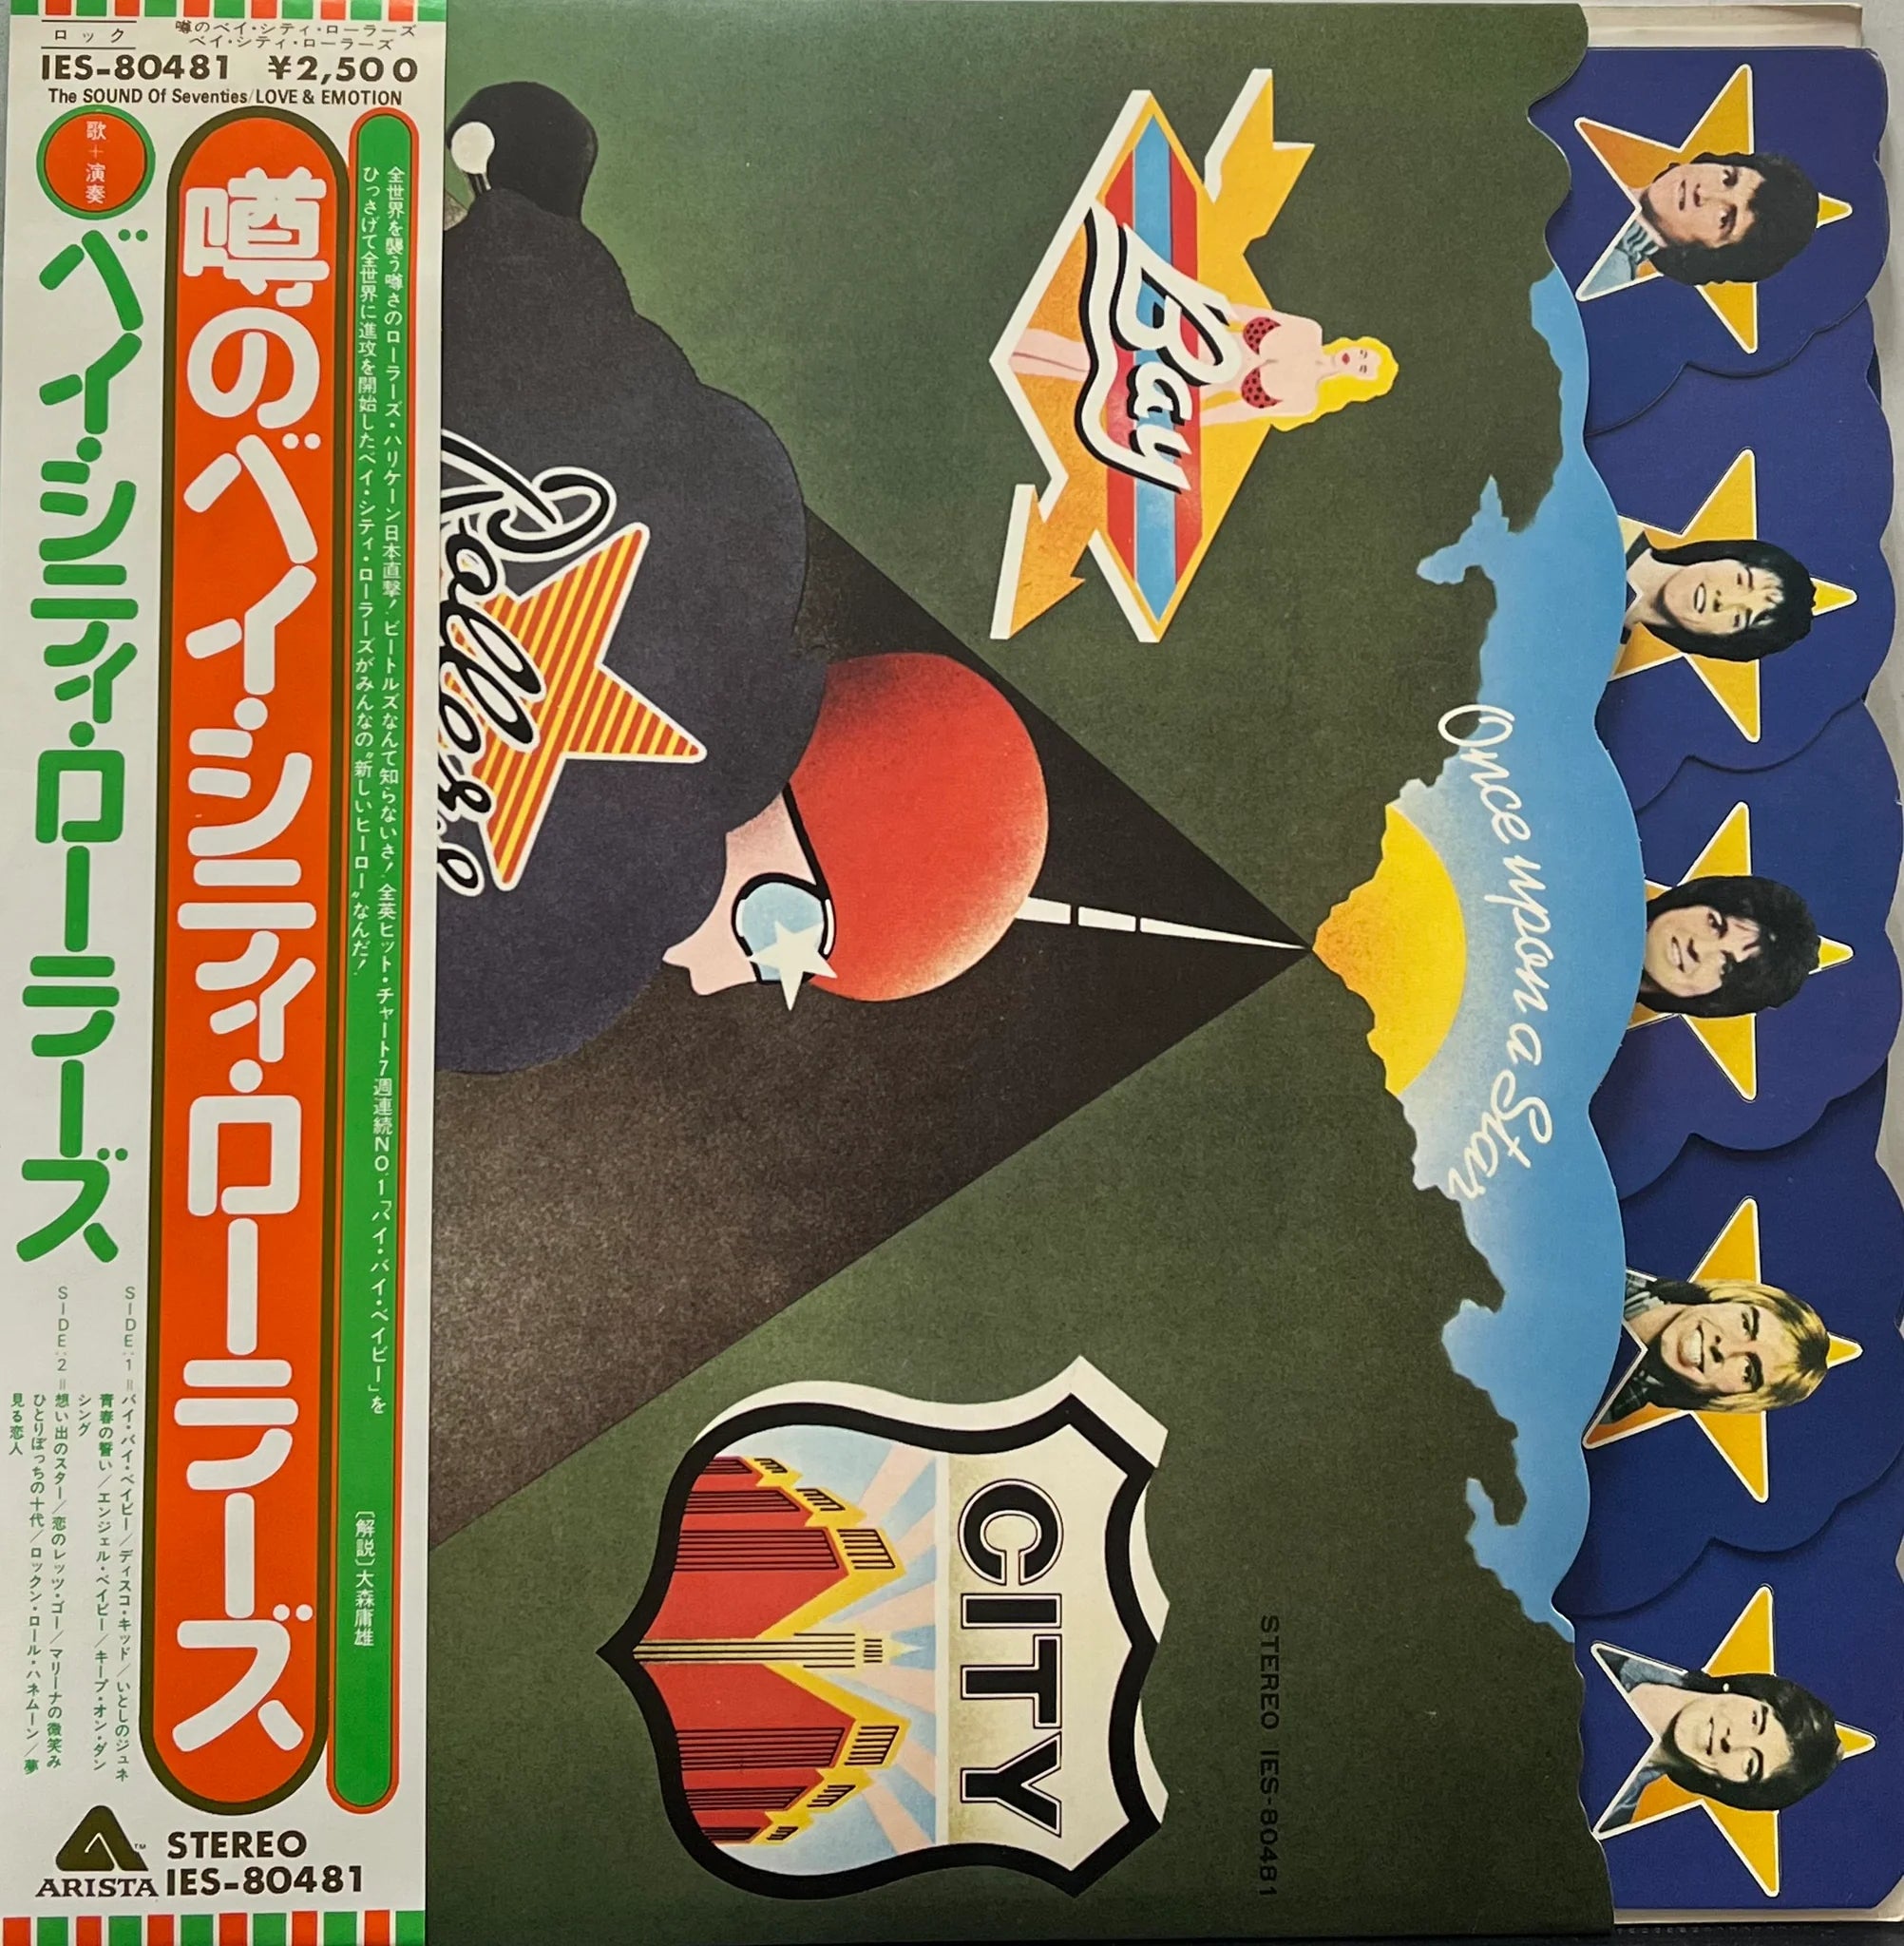 ロック
噂のベイ・シティ・ローラーズ
ベイ・シティ・ローラーズ
IES-80481 ¥2,500
The SOUND Of Seventies/LOVE & EMOTION
歌+演奏
全世界を襲う噂さのローラーズ・ハリケーン日本直撃！ビートルズなんて知らないさ！全英ヒット・チャート7週連続NO.1「バイ・バイ・ベイビー」を
ひっさげて全世界に進攻を開始したベイ・シティ・ローラーズがみんなの“新しいヒーロー”なんだ！
〔解説〕大森庸雄
噂のベイ・シティ・ローラーズ
ベイ・シティ・ローラーズ
SIDE:1=バイ・バイ・ベイビー/ディスコ・キッド/いとしのジュネ
青春の誓い/エンジェル・ベイビー/キープ・オン・ダン
シング
SIDE:2=想い出のスター/恋のレッツ・ゴー/マリーナの微笑み
ひとりぼっちの十代/ロックン・ロール・ハネムーン/夢
見る恋人
ARISTA
TM
STEREO
IES-80481
Bay
CITY
Rollers
Once upon a Star
STEREO IES-80481